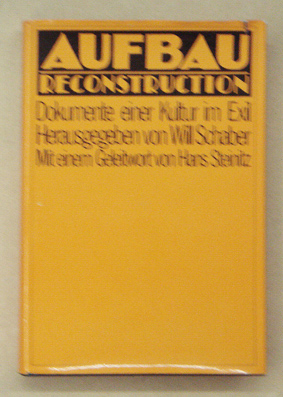 AUFBAU
RECONSTRUCTION
Dokumente einer Kultur im Exil
Herausgegeben von Will Schaber
Mit einem Geleitwort von Hans Steinitz